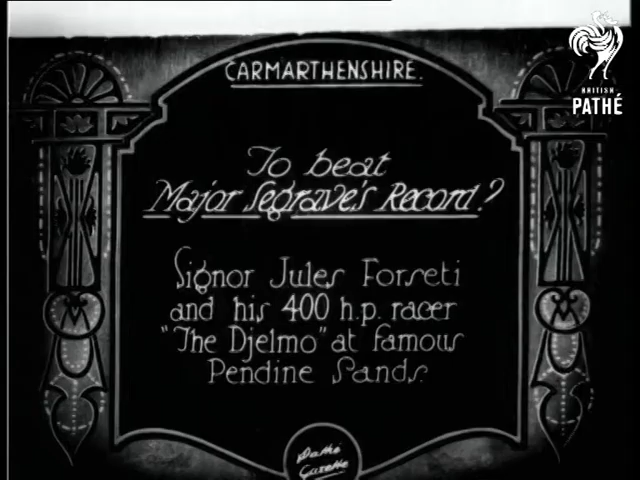 CARMARTHENSHIRE.
BRITISH
PATHÉ
To beat
Major Segrave's Record?
Signor Jules Forseti
and his 400 h.p. racer
"The Djelmo" at famous
Pendine Sands.
Pathé
Gazette